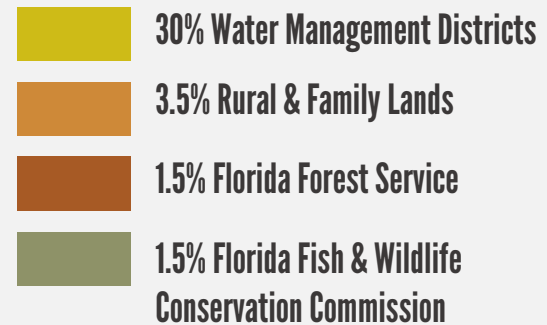 30% Water Management Districts
3.5% Rural & Family Lands
1.5% Florida Forest Service
1.5% Florida Fish & Wildlife
Conservation Commission